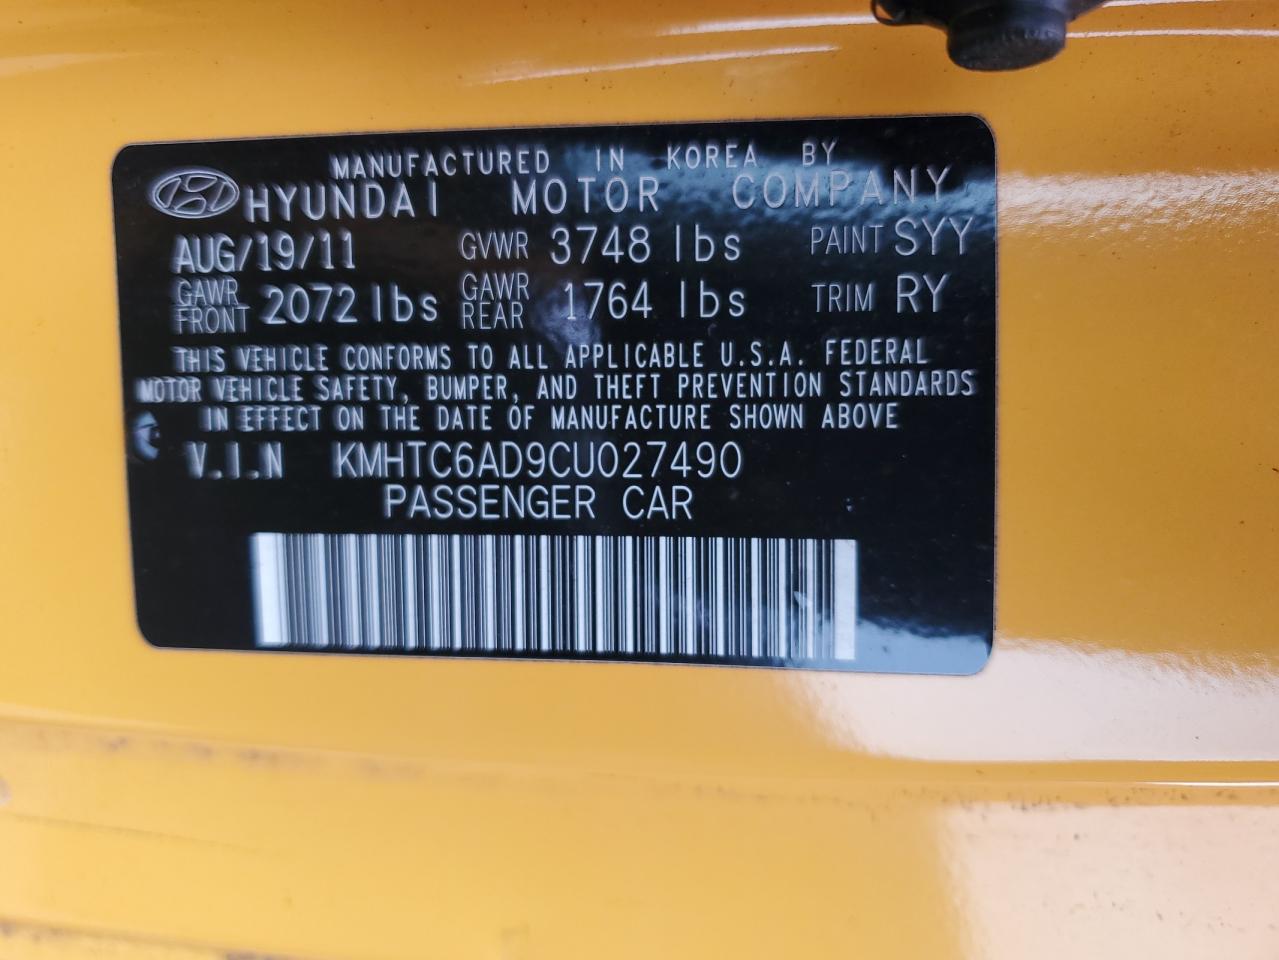 MANUFACTURED IN KOREA BY
HYUNDAI MOTOR COMPANY
AUG/19/11 GVWR 3748 lbs PAINT SYY
GAWR FRONT 2072 lbs GAWR REAR 1764 lbs TRIM RY
THIS VEHICLE CONFORMS TO ALL APPLICABLE U.S.A. FEDERAL
MOTOR VEHICLE SAFETY, BUMPER, AND THEFT PREVENTION STANDARDS
IN EFFECT ON THE DATE OF MANUFACTURE SHOWN ABOVE
V.I.N KMHTC6AD9CU027490
PASSENGER CAR